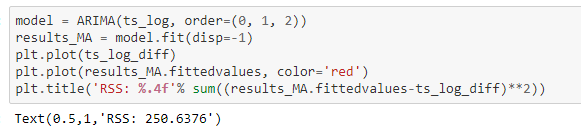 model = ARIMA(ts_log, order=(0, 1, 2))
results_MA = model.fit(disp=-1)
plt.plot(ts_log_diff)
plt.plot(results_MA.fittedvalues, color='red')
plt.title('RSS: %.4f'% sum((results_MA.fittedvalues-ts_log_diff)**2))
Text(0.5,1,'RSS: 250.6376')